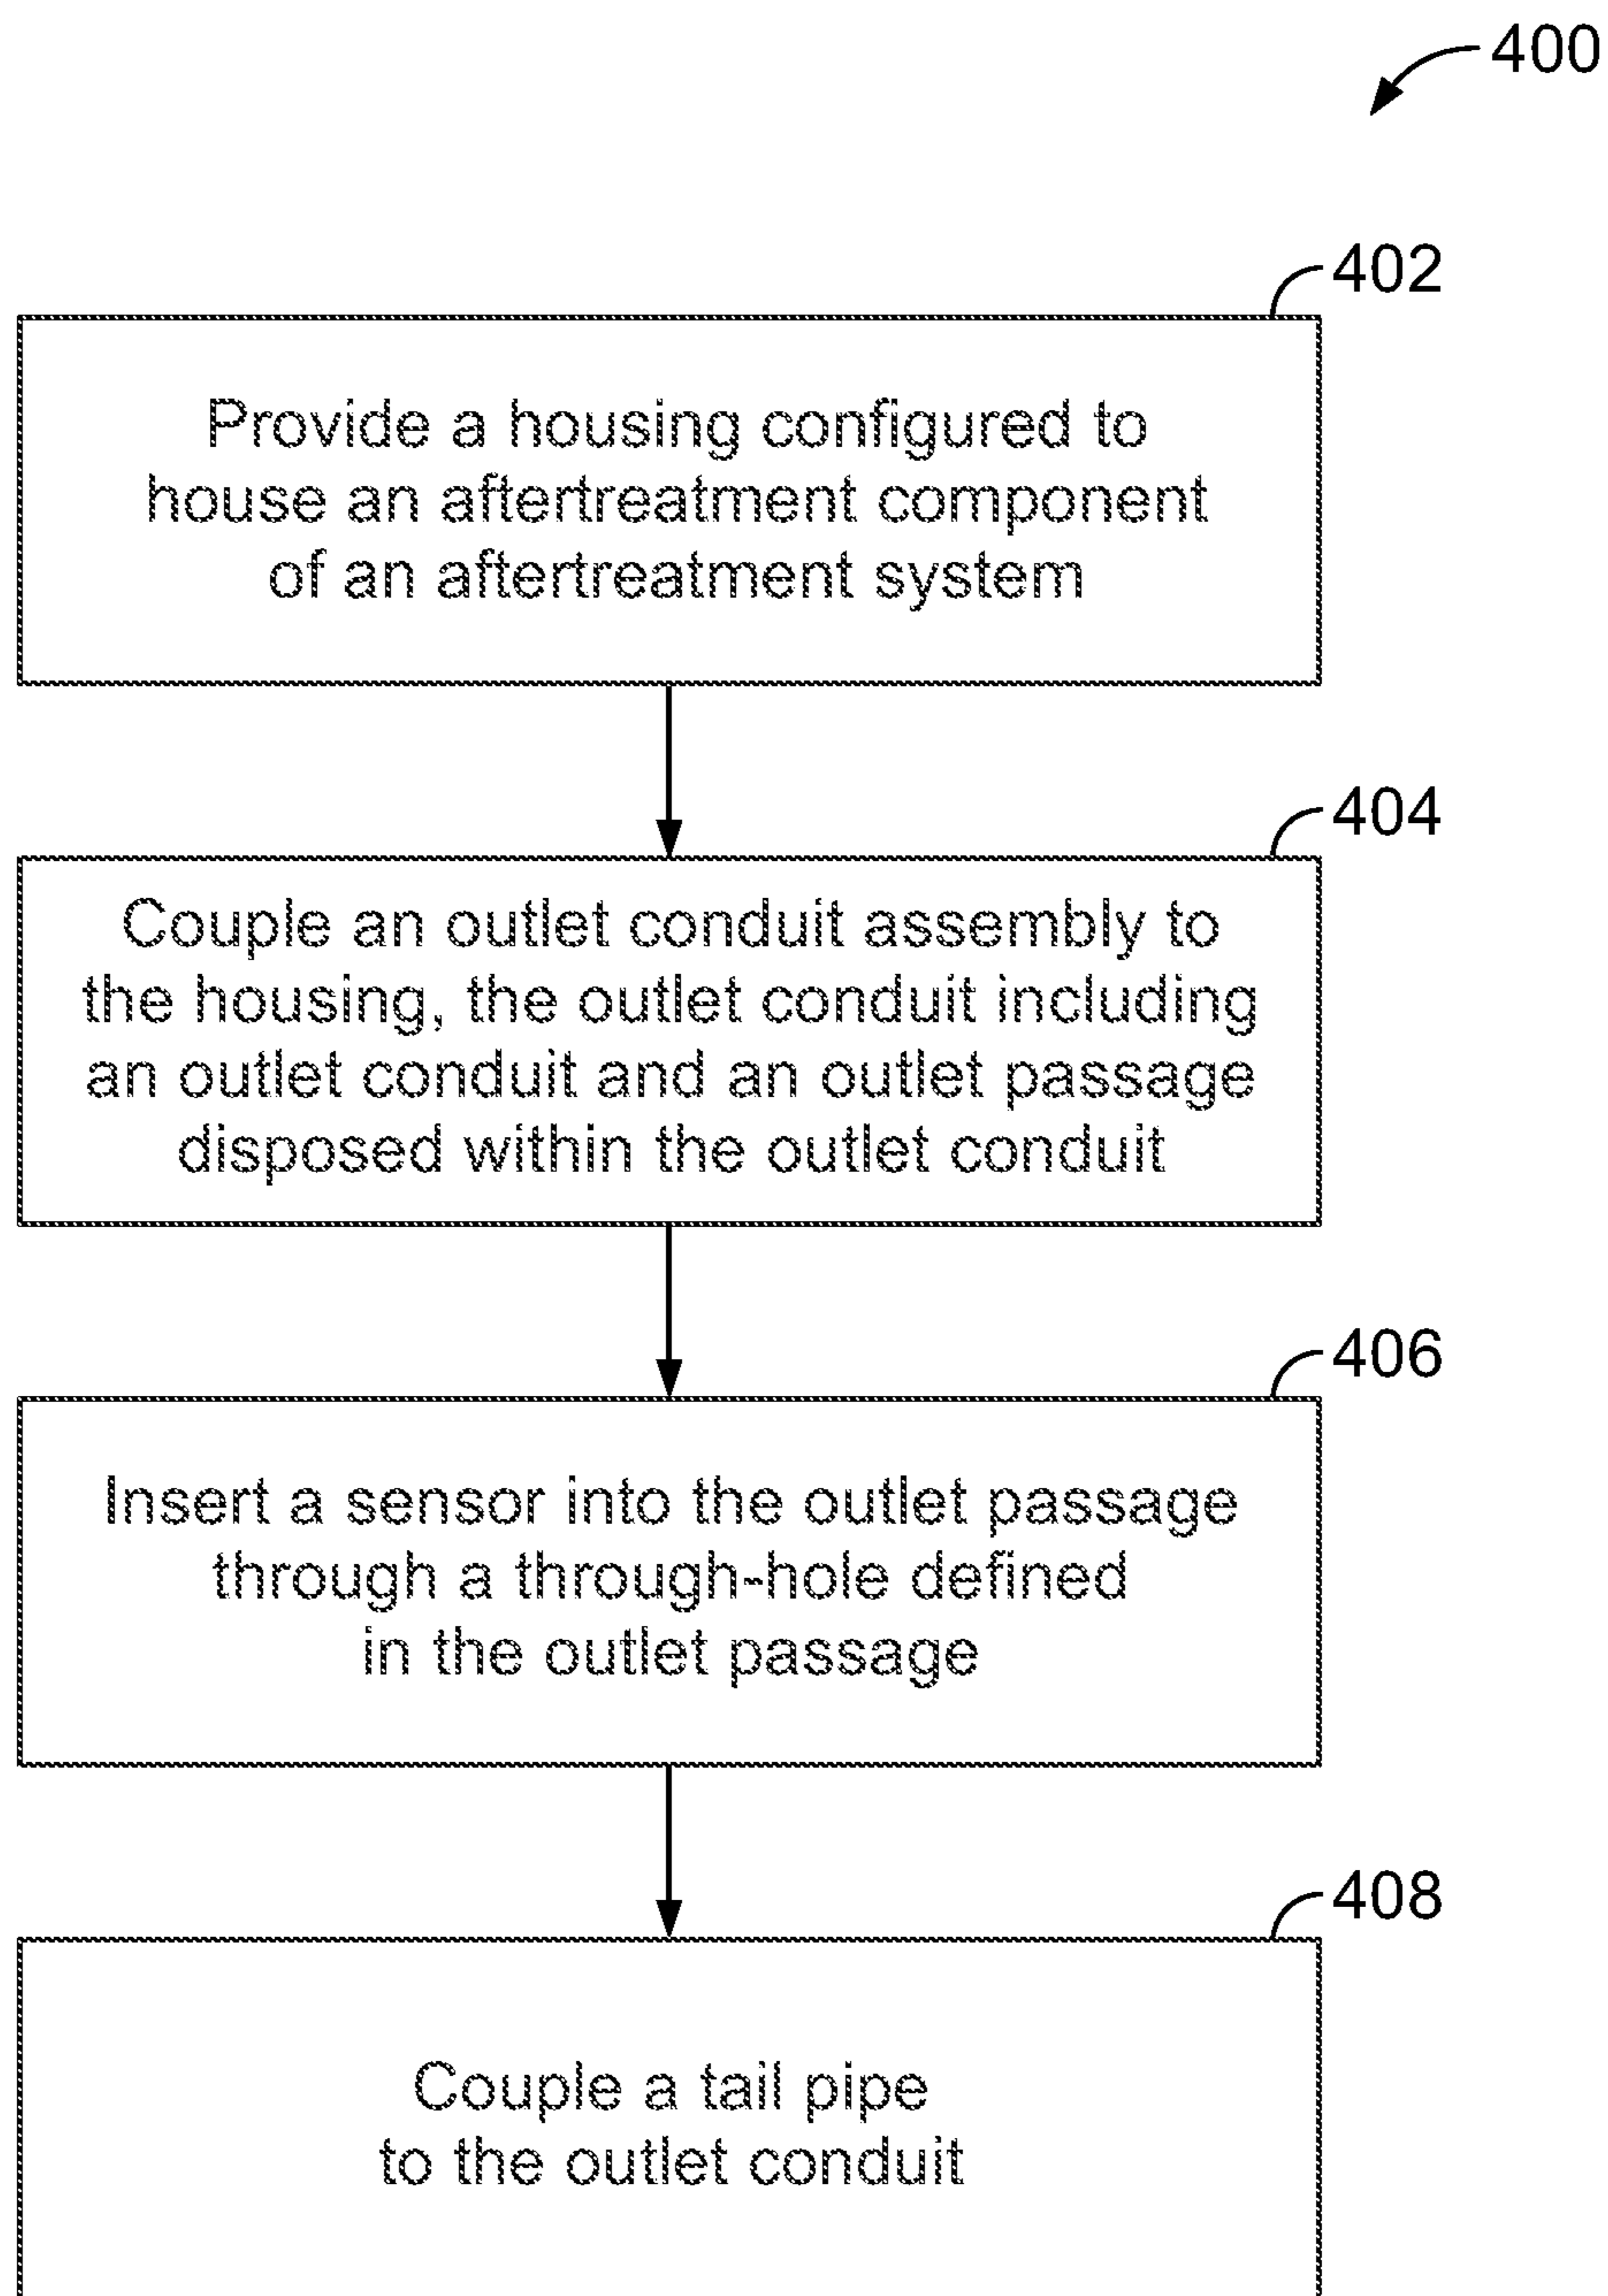 400
402
Provide a housing configured to
house an aftertreatment component
of an aftertreatment system
404
Couple an outlet conduit assembly to
the housing, the outlet conduit including
an outlet conduit and an outlet passage
disposed within the outlet conduit
406
Insert a sensor into the outlet passage
through a through-hole defined
in the outlet passage
408
Couple a tail pipe
to the outlet conduit